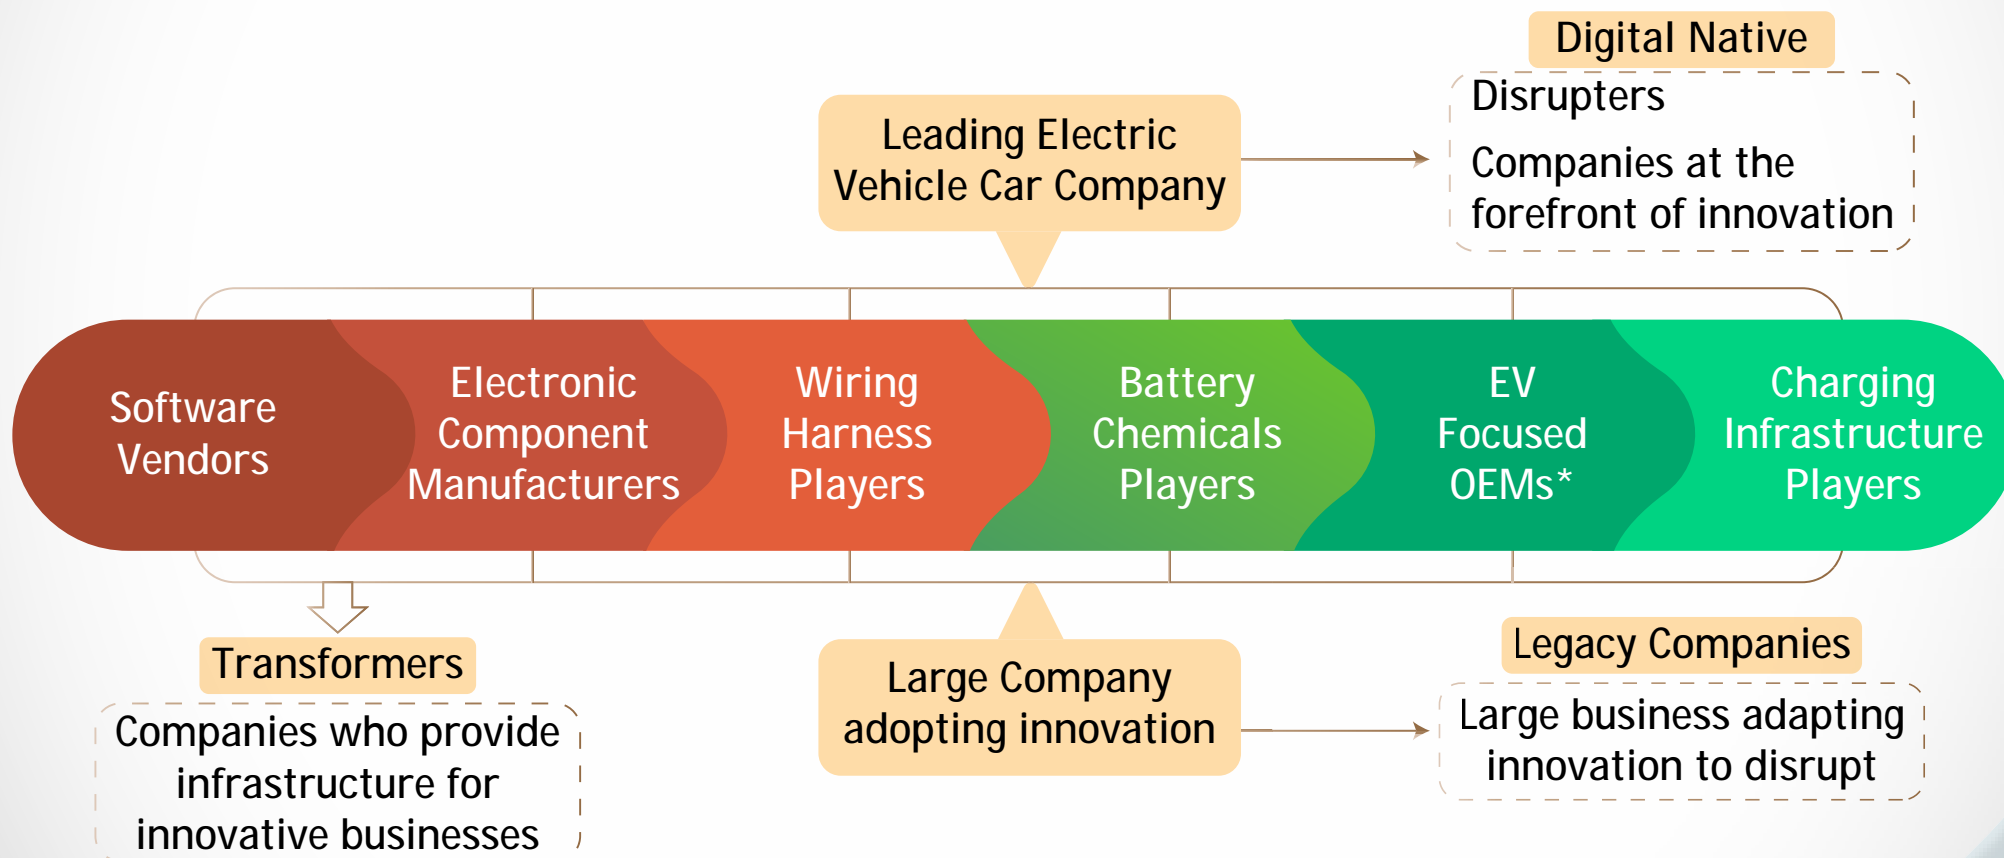 Digital Native
Disrupters
Companies at the
forefront of innovation
Leading Electric
Vehicle Car Company
Software
Vendors
Electronic
Component
Manufacturers
Wiring
Harness
Players
Battery
Chemicals
Players
EV
Focused
OEMs*
Charging
Infrastructure
Players
Transformers
Companies who provide
infrastructure for
innovative businesses
Large Company
adopting innovation
Legacy Companies
Large business adapting
innovation to disrupt